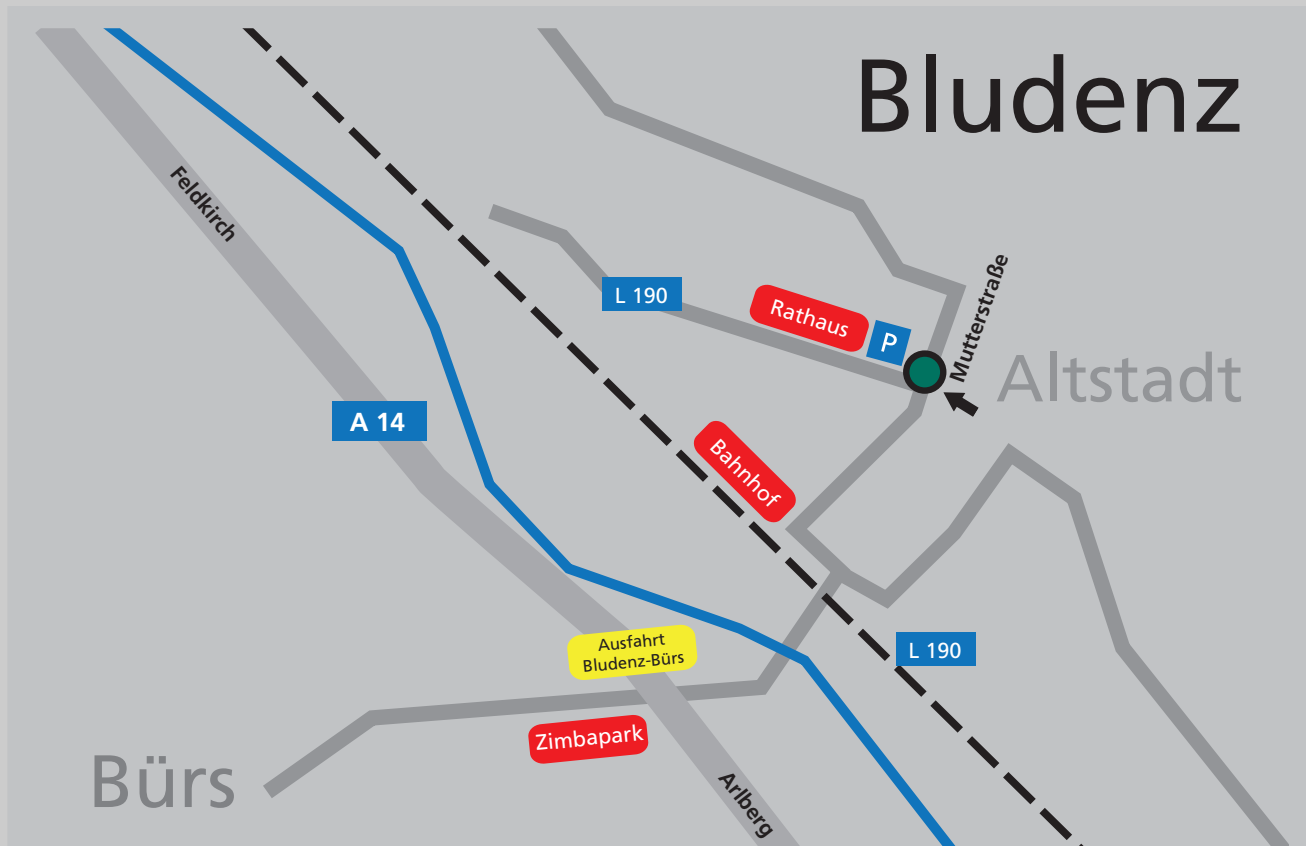 Bludenz
Feldkirch
L 190
Rathaus
P
Mutterstraße
Altstadt
A 14
Bahnhof
Ausfahrt
Bludenz-Bürs
L 190
Zimbapark
Bürs
Arlberg